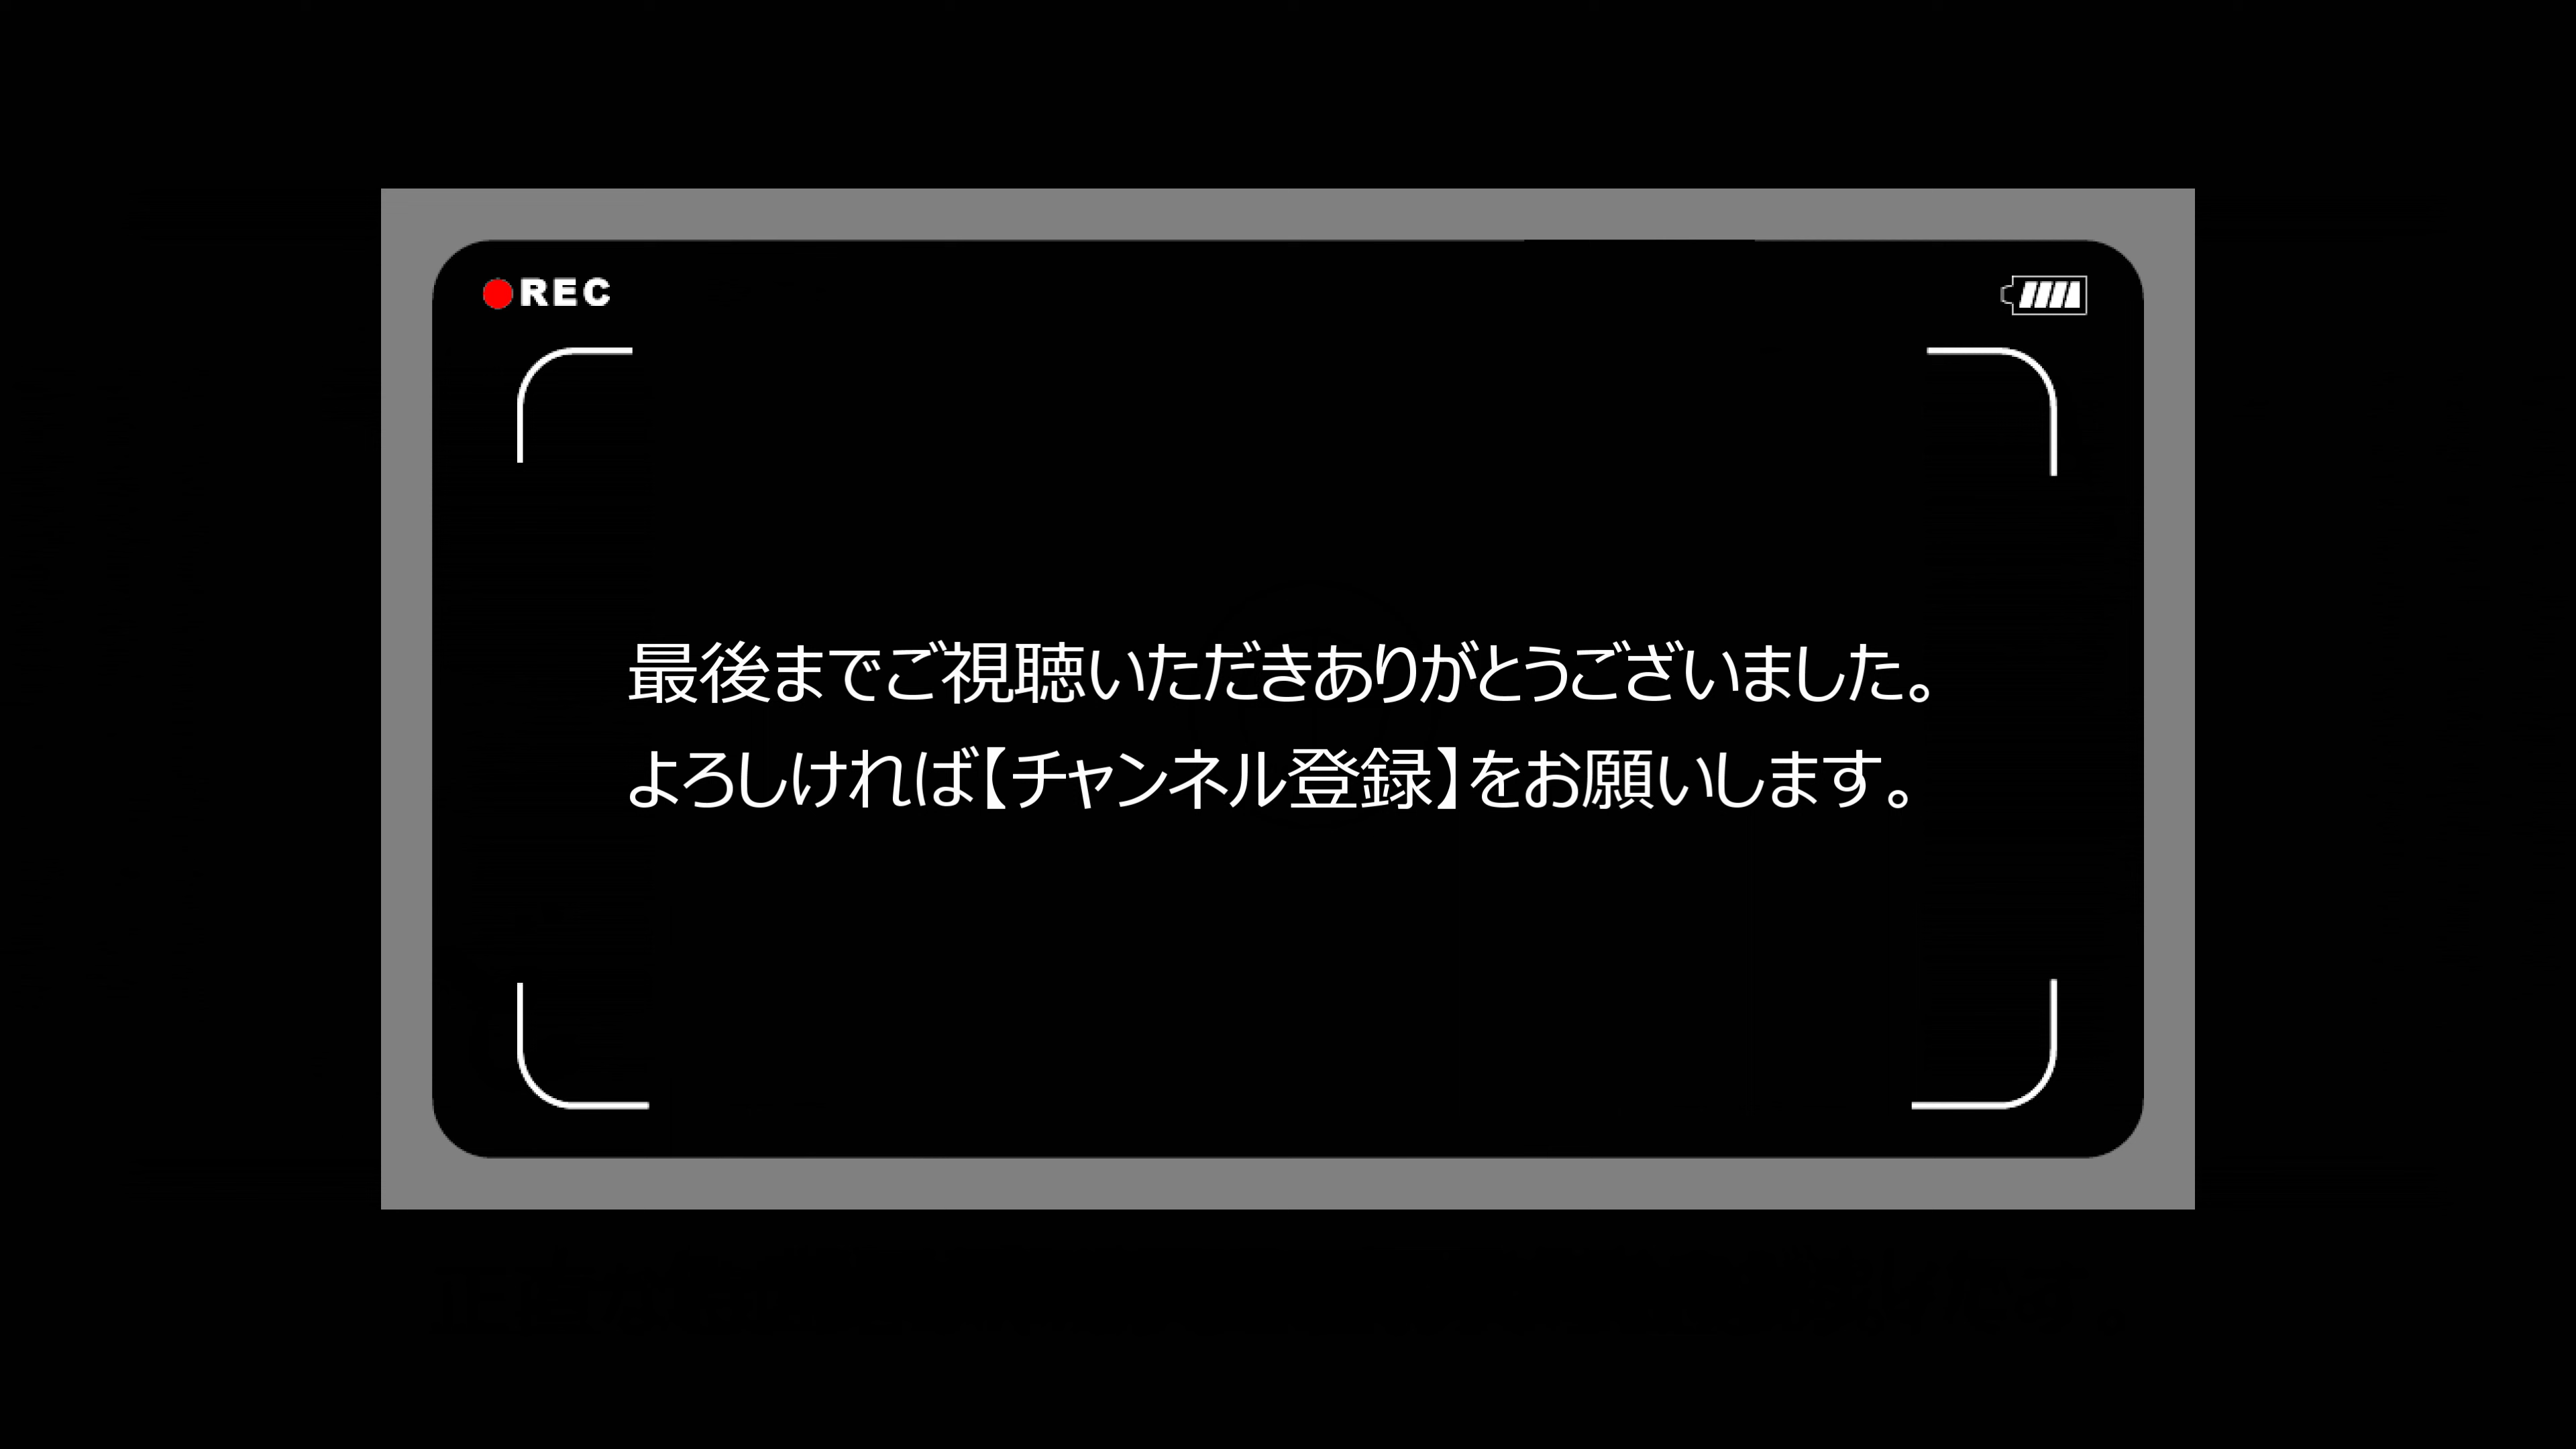 REC
最後までご視聴いただきありがとうございました。
よろしければ【チャンネル登録】をお願いします。